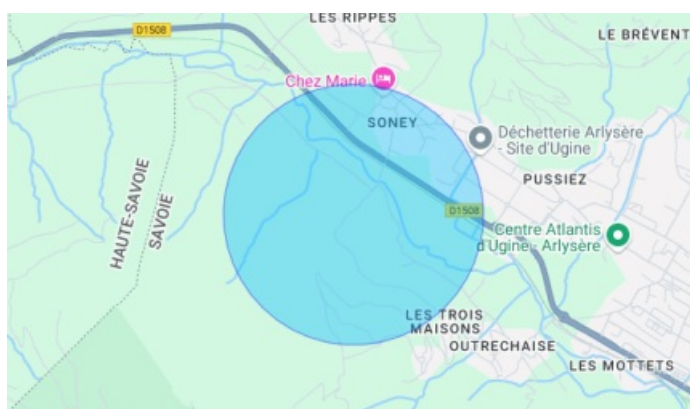 LES RIPPES
D1508
LE BRÉVENT
Chez Marie
SONEY
Déchetterie Arlysère
- Site d'Ugine
PUSSIEZ
HAUTE-SAVOIE
SAVOIE
D1508
Centre Atlantis
d'Ugine - Arlysère
LES TROIS
MAISONS
OUTRECHAISE
LES MOTTETS